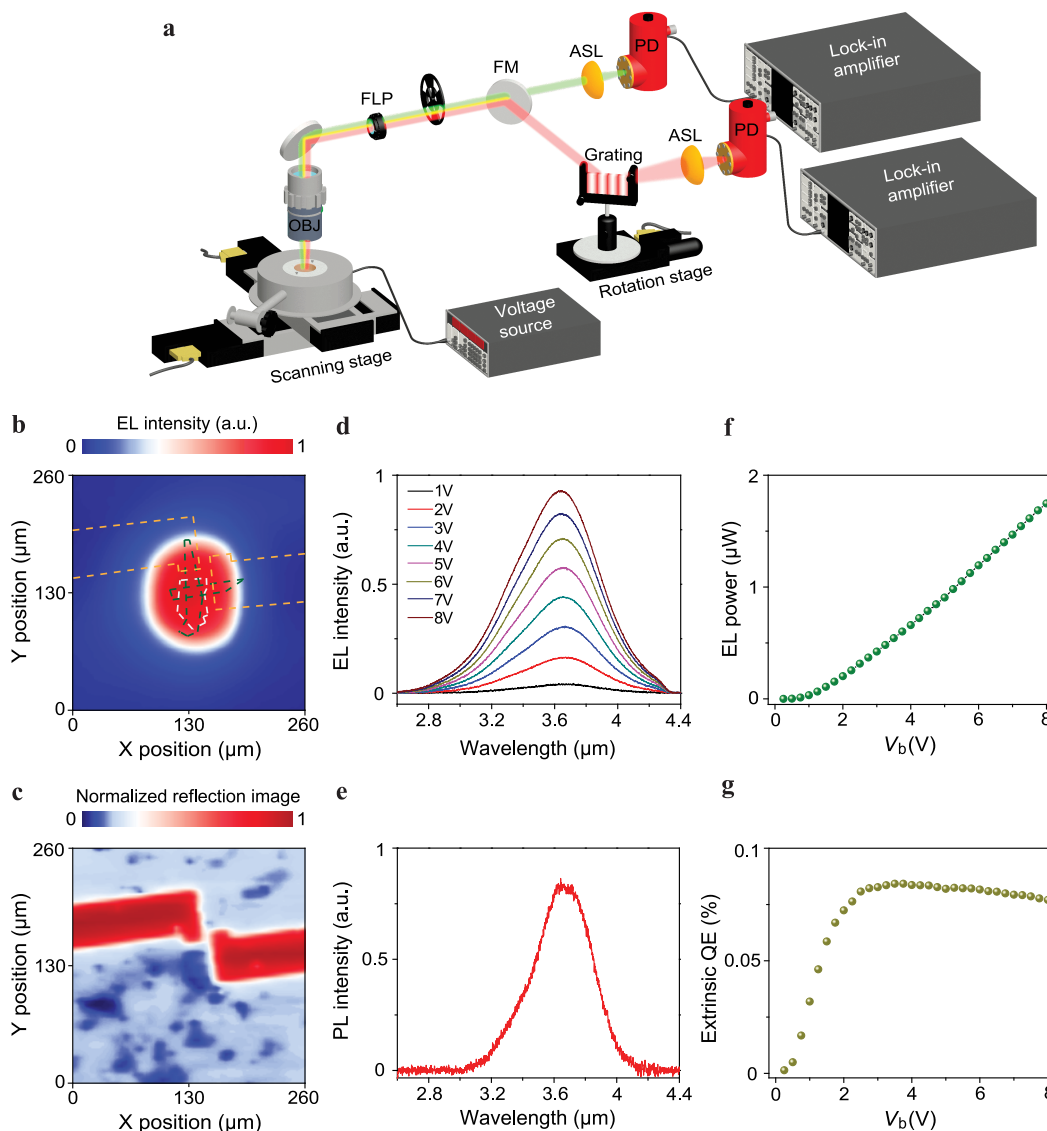 a
FLP
FM
ASL
PD
Lock-in
amplifier
OBJ
Grating
ASL
PD
Lock-in
amplifier
Rotation stage
Voltage
source
Scanning stage
b
EL intensity (a.u.)
0
1
260
130
0
Y position (µm)
0
130
260
X position (µm)
c
Normalized reflection image
0
1
260
130
0
Y position (µm)
0
130
260
X position (µm)
d
1
0.5
0
EL intensity (a.u.)
1V
2V
3V
4V
5V
6V
7V
8V
2.8
3.2
3.6
4
4.4
Wavelength (µm)
e
1
0.5
0
PL intensity (a.u.)
2.8
3.2
3.6
4
4.4
Wavelength (µm)
f
2
1
0
EL power (µW)
0
2
4
6
8
Vb(V)
g
0.1
0.05
0
Extrinsic QE (%)
0
2
4
6
8
Vb(V)